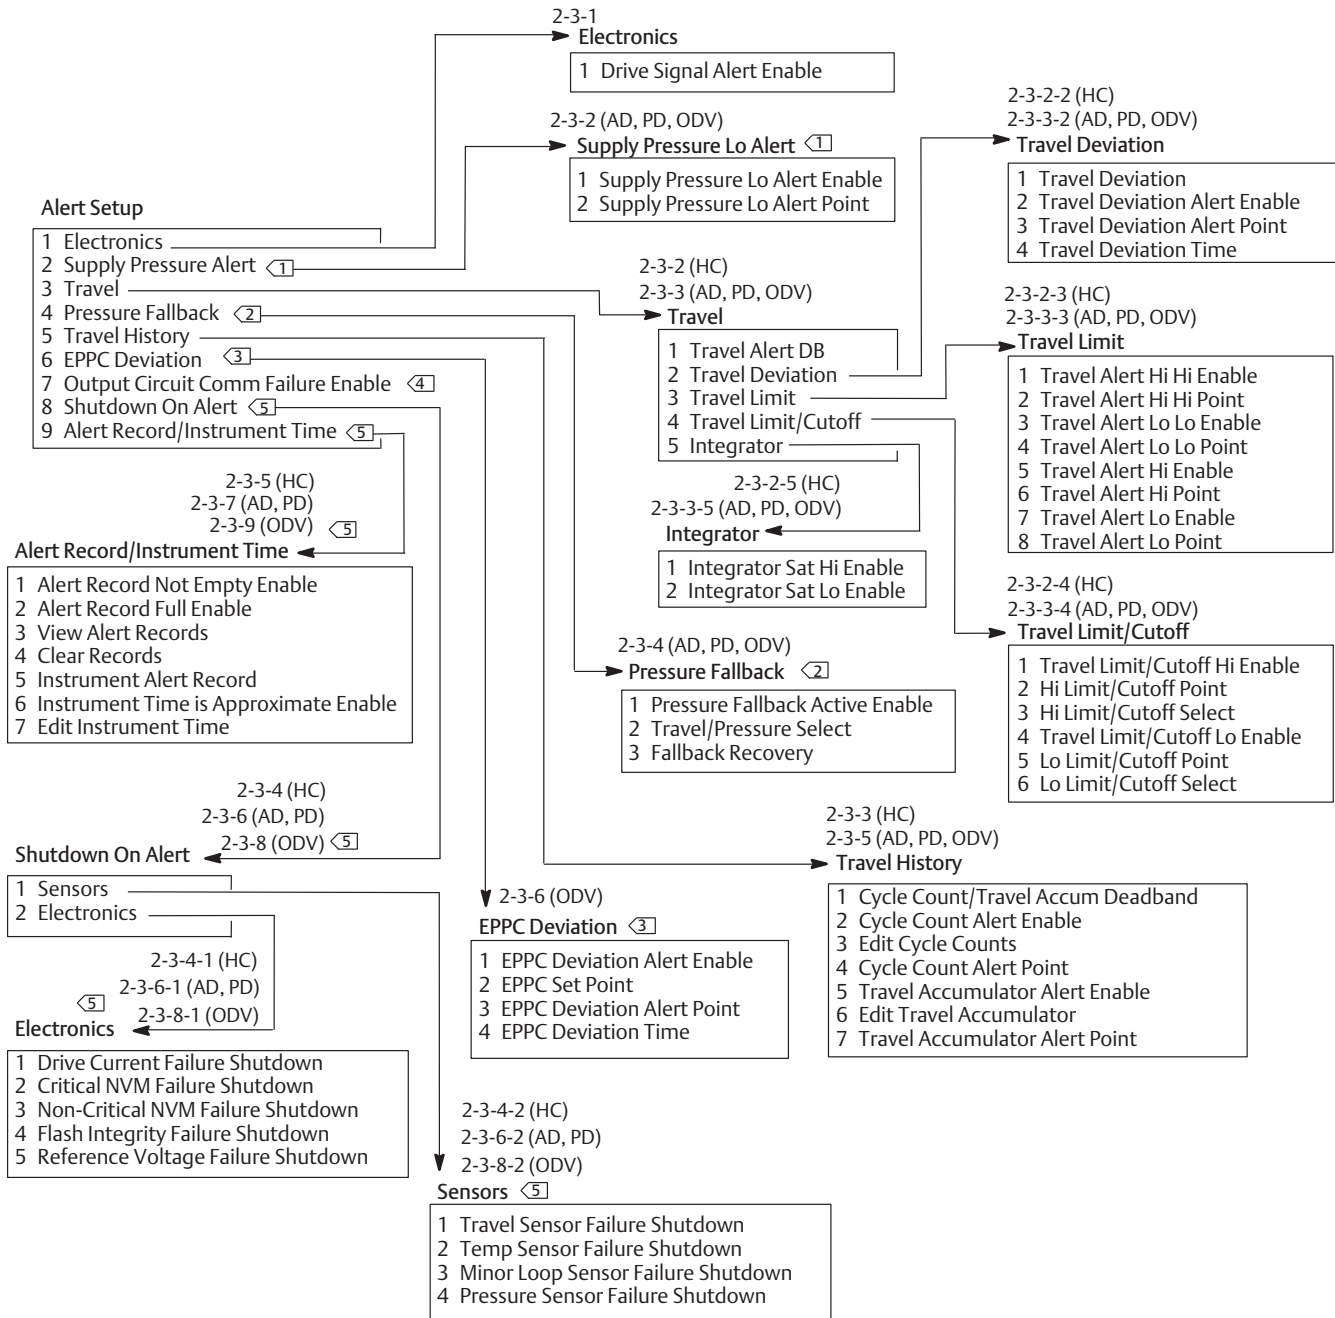 2-3-1
Electronics
1 Drive Signal Alert Enable
2-3-2 (AD, PD, ODV)
Supply Pressure Lo Alert 1
1 Supply Pressure Lo Alert Enable
2 Supply Pressure Lo Alert Point
2-3-2-2 (HC)
2-3-3-2 (AD, PD, ODV)
Travel Deviation
1 Travel Deviation
2 Travel Deviation Alert Enable
3 Travel Deviation Alert Point
4 Travel Deviation Time
Alert Setup
1 Electronics
2 Supply Pressure Alert 1
3 Travel
4 Pressure Fallback 2
5 Travel History
6 EPPC Deviation 3
7 Output Circuit Comm Failure Enable 4
8 Shutdown On Alert 5
9 Alert Record/Instrument Time 5
2-3-2 (HC)
2-3-3 (AD, PD, ODV)
Travel
1 Travel Alert DB
2 Travel Deviation
3 Travel Limit
4 Travel Limit/Cutoff
5 Integrator
2-3-2-3 (HC)
2-3-3-3 (AD, PD, ODV)
Travel Limit
1 Travel Alert Hi Hi Enable
2 Travel Alert Hi Hi Point
3 Travel Alert Lo Lo Enable
4 Travel Alert Lo Lo Point
5 Travel Alert Hi Enable
6 Travel Alert Hi Point
7 Travel Alert Lo Enable
8 Travel Alert Lo Point
2-3-2-5 (HC)
2-3-3-5 (AD, PD, ODV)
Integrator
1 Integrator Sat Hi Enable
2 Integrator Sat Lo Enable
2-3-5 (HC)
2-3-7 (AD, PD)
2-3-9 (ODV) 5
Alert Record/Instrument Time
1 Alert Record Not Empty Enable
2 Alert Record Full Enable
3 View Alert Records
4 Clear Records
5 Instrument Alert Record
6 Instrument Time is Approximate Enable
7 Edit Instrument Time
2-3-4 (AD, PD, ODV)
Pressure Fallback 2
1 Pressure Fallback Active Enable
2 Travel/Pressure Select
3 Fallback Recovery
2-3-2-4 (HC)
2-3-3-4 (AD, PD, ODV)
Travel Limit/Cutoff
1 Travel Limit/Cutoff Hi Enable
2 Hi Limit/Cutoff Point
3 Hi Limit/Cutoff Select
4 Travel Limit/Cutoff Lo Enable
5 Lo Limit/Cutoff Point
6 Lo Limit/Cutoff Select
2-3-4 (HC)
2-3-6 (AD, PD)
2-3-8 (ODV) 5
Shutdown On Alert
1 Sensors
2 Electronics
2-3-3 (HC)
2-3-5 (AD, PD, ODV)
Travel History
1 Cycle Count/Travel Accum Deadband
2 Cycle Count Alert Enable
3 Edit Cycle Counts
4 Cycle Count Alert Point
5 Travel Accumulator Alert Enable
6 Edit Travel Accumulator
7 Travel Accumulator Alert Point
2-3-6 (ODV)
EPPC Deviation 3
1 EPPC Deviation Alert Enable
2 EPPC Set Point
3 EPPC Deviation Alert Point
4 EPPC Deviation Time
2-3-4-1 (HC)
2-3-6-1 (AD, PD)
5
2-3-8-1 (ODV)
Electronics
1 Drive Current Failure Shutdown
2 Critical NVM Failure Shutdown
3 Non-Critical NVM Failure Shutdown
4 Flash Integrity Failure Shutdown
5 Reference Voltage Failure Shutdown
2-3-4-2 (HC)
2-3-6-2 (AD, PD)
2-3-8-2 (ODV)
Sensors 5
1 Travel Sensor Failure Shutdown
2 Temp Sensor Failure Shutdown
3 Minor Loop Sensor Failure Shutdown
4 Pressure Sensor Failure Shutdown